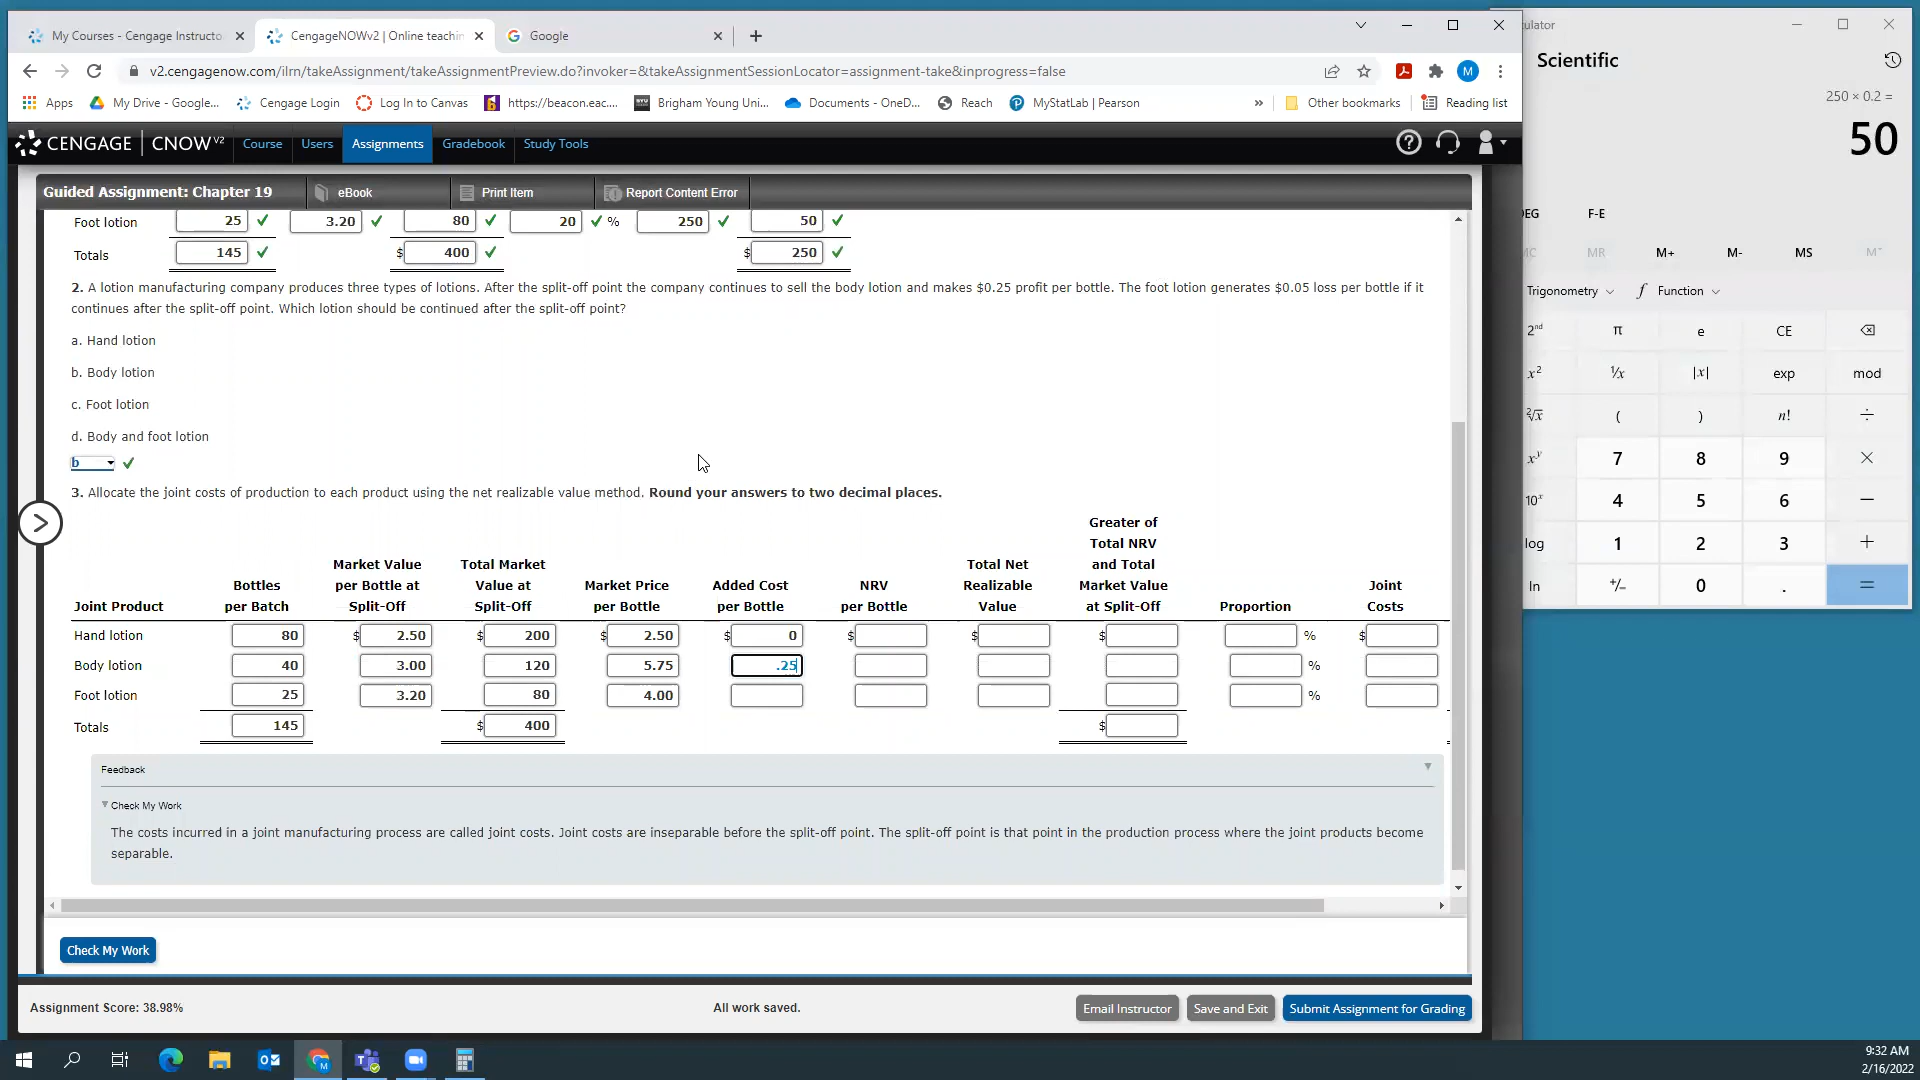 My Courses - Cengage Instructo
CengageNOWv2 | Online teachin
Google
v2.cengagenow.com/ilrn/takeAssignment/takeAssignmentPreview.do?invoker=&takeAssignmentSessionLocator=assignment-take&inprogress=false
M
Apps
My Drive - Google...
Cengage Login
Log In to Canvas
https://beacon.eac....
Brigham Young Uni...
Documents - OneD...
Reach
MyStatLab | Pearson
»
Other bookmarks
Reading list
CENGAGE | CNOWv2
Course
Users
Assignments
Gradebook
Study Tools
Guided Assignment: Chapter 19
eBook
Print Item
Report Content Error
Foot lotion 25 3.20 80 20 % 250 50
Totals 145 $ 400 $ 250
2. A lotion manufacturing company produces three types of lotions. After the split-off point the company continues to sell the body lotion and makes $0.25 profit per bottle. The foot lotion generates $0.05 loss per bottle if it
continues after the split-off point. Which lotion should be continued after the split-off point?
a. Hand lotion
b. Body lotion
c. Foot lotion
d. Body and foot lotion
b
3. Allocate the joint costs of production to each product using the net realizable value method. Round your answers to two decimal places.
Joint Product
Bottles
per Batch
Market Value
per Bottle at
Split-Off
Total Market
Value at
Split-Off
Market Price
per Bottle
Added Cost
per Bottle
NRV
per Bottle
Total Net
Realizable
Value
Greater of
Total NRV
and Total
Market Value
at Split-Off
Proportion
Joint
Costs
Hand lotion 80 $ 2.50 $ 200 $ 2.50 $ 0 $ $ $ % $
Body lotion 40 3.00 120 5.75 .25 %
Foot lotion 25 3.20 80 4.00 %
Totals 145 $ 400 $
Feedback
Check My Work
The costs incurred in a joint manufacturing process are called joint costs. Joint costs are inseparable before the split-off point. The split-off point is that point in the production process where the joint products become
separable.
Check My Work
Assignment Score: 38.98%
All work saved.
Email Instructor
Save and Exit
Submit Assignment for Grading
ulator
Scientific
250 × 0.2 =
50
EG
F-E
MC
MR
M+
M-
MS
Trigonometry
f Function
2nd π e CE
x² ¹/x |x| exp mod
²√x ( ) n! ÷
xʸ 7 8 9 ×
10ˣ 4 5 6 −
log 1 2 3 +
ln +/− 0 . =
9:32 AM
2/16/2022